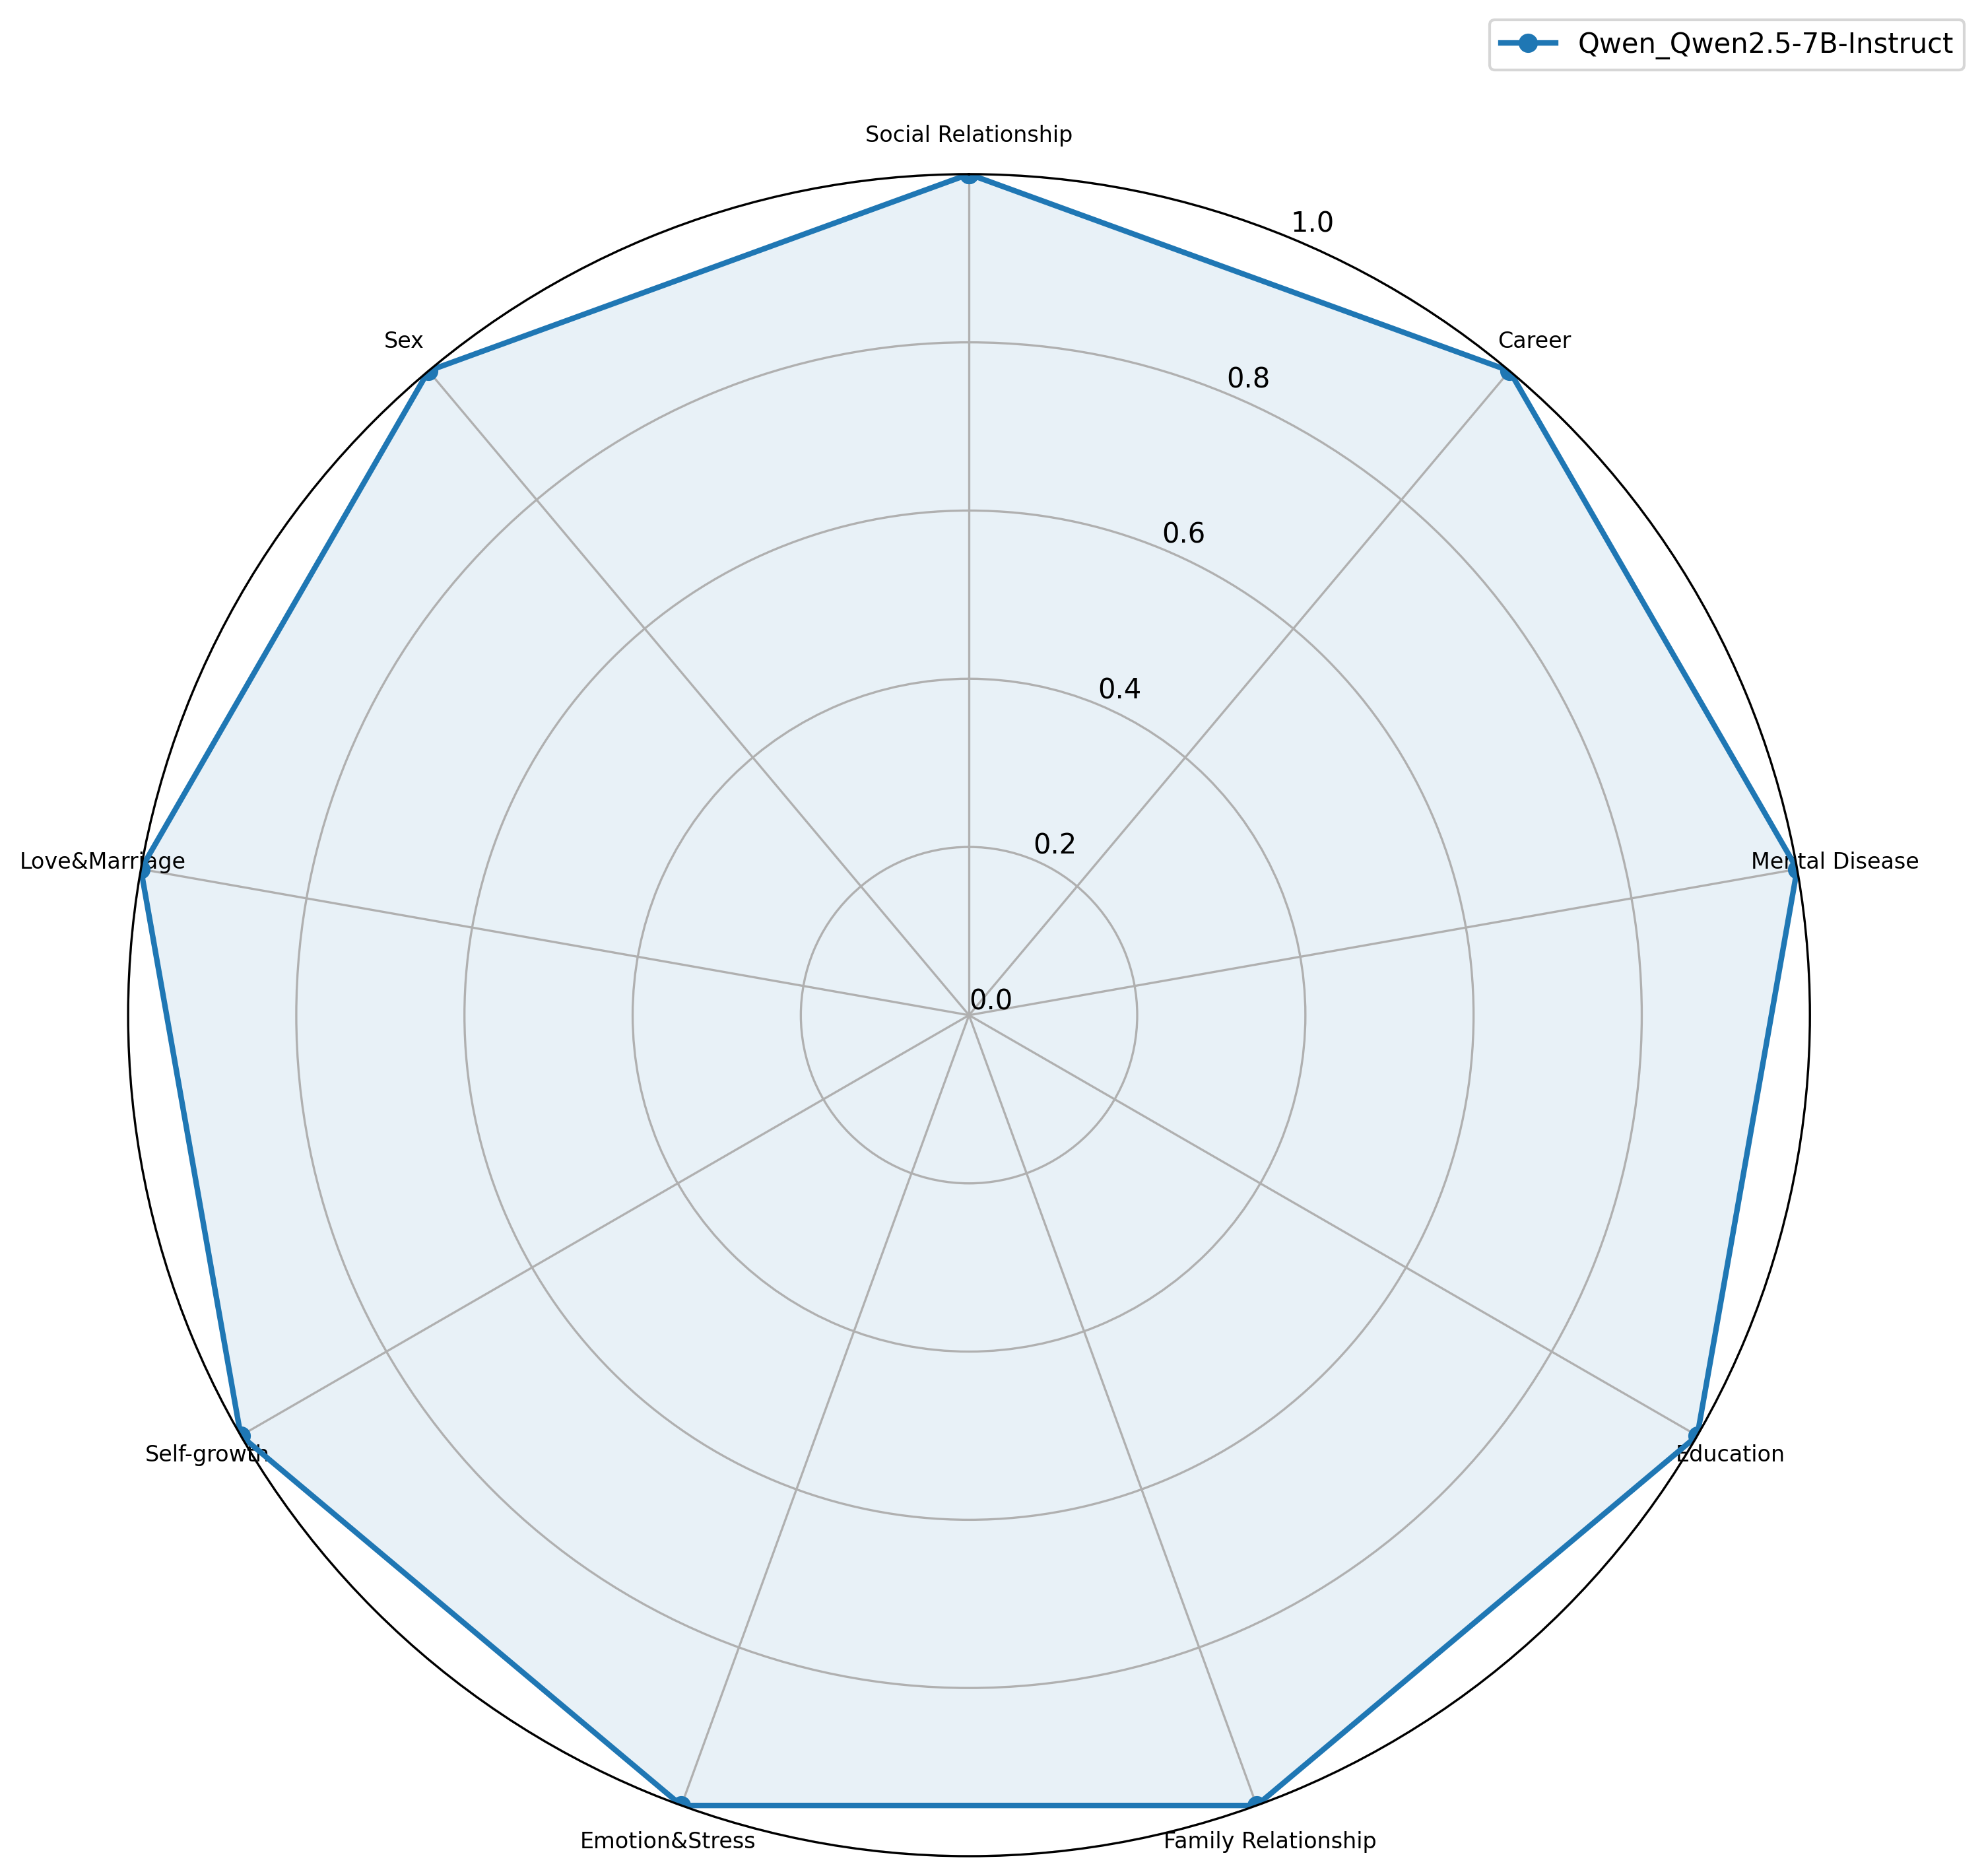 Qwen_Qwen2.5-7B-Instruct
Social Relationship
1.0
Sex
Career
0.8
0.6
0.4
0.2
Love&Marriage
Mental Disease
0.0
Self-growth
Education
Emotion&Stress
Family Relationship